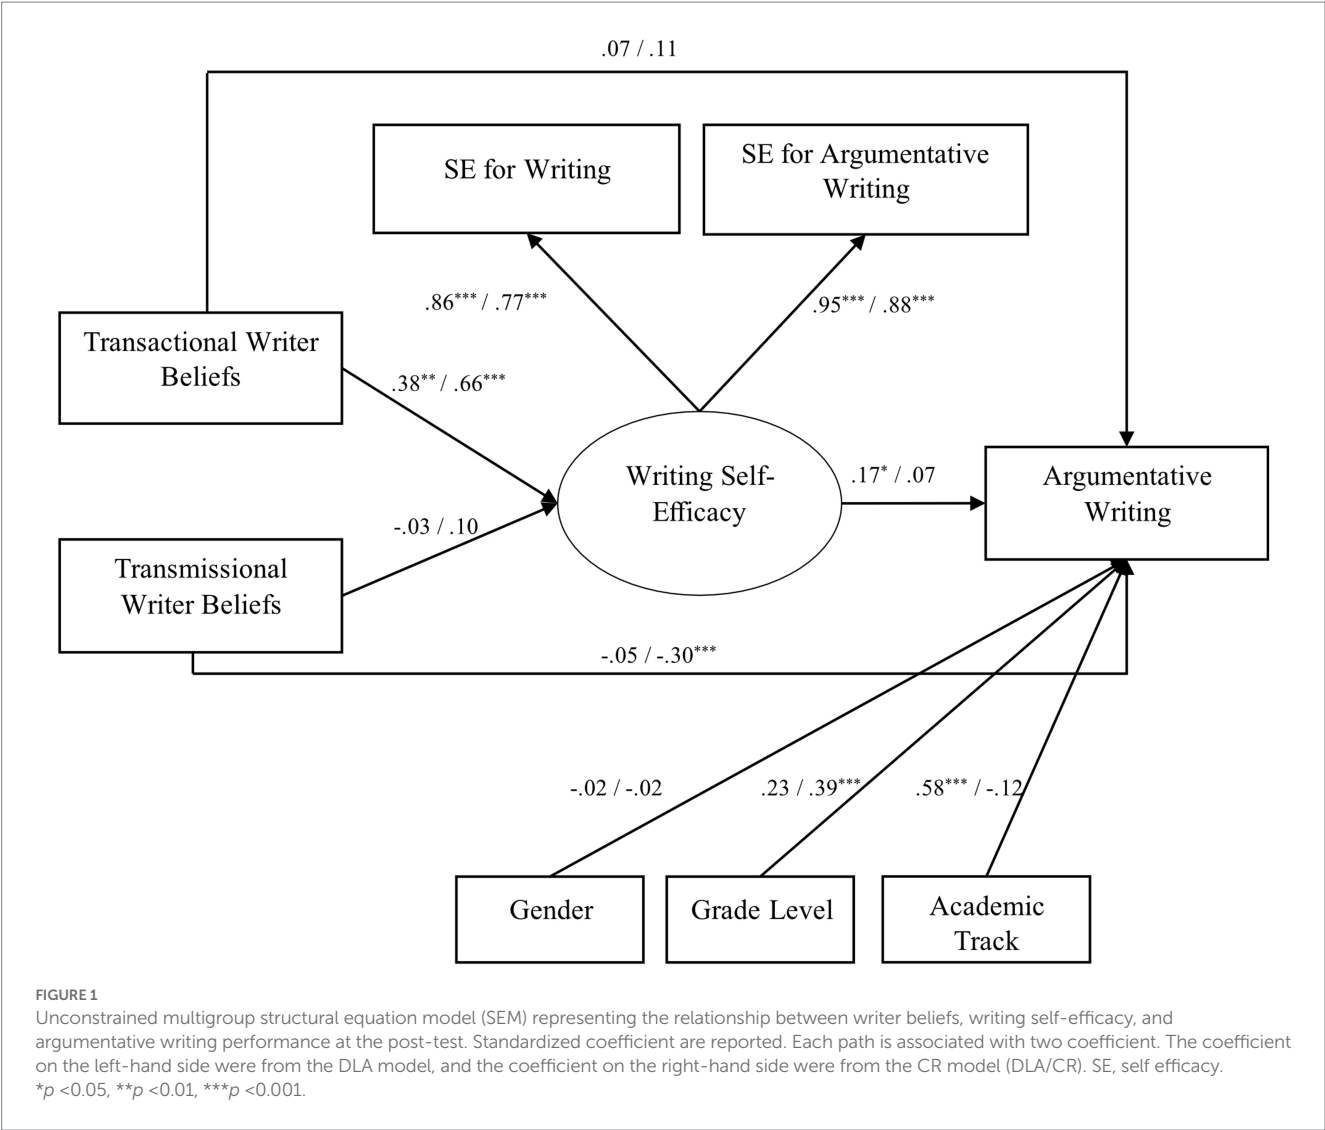 .07 / .11
SE for Writing
SE for Argumentative
Writing
.86*** / .77***
.95*** / .88***
Transactional Writer
Beliefs
.38** / .66***
Writing Self-
Efficacy
.17* / .07
Argumentative
Writing
-.03 / .10
Transmissional
Writer Beliefs
-.05 / -.30***
-.02 / -.02
.23 / .39***
.58*** / -.12
Gender
Grade Level
Academic
Track
FIGURE 1
Unconstrained multigroup structural equation model (SEM) representing the relationship between writer beliefs, writing self-efficacy, and
argumentative writing performance at the post-test. Standardized coefficient are reported. Each path is associated with two coefficient. The coefficient
on the left-hand side were from the DLA model, and the coefficient on the right-hand side were from the CR model (DLA/CR). SE, self efficacy.
*p <0.05, **p <0.01, ***p <0.001.